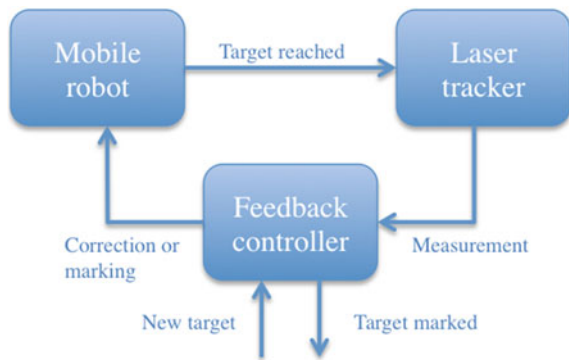 Mobile
robot
Target reached
Laser
tracker
Feedback
controller
Correction or
marking
Measurement
New target
Target marked